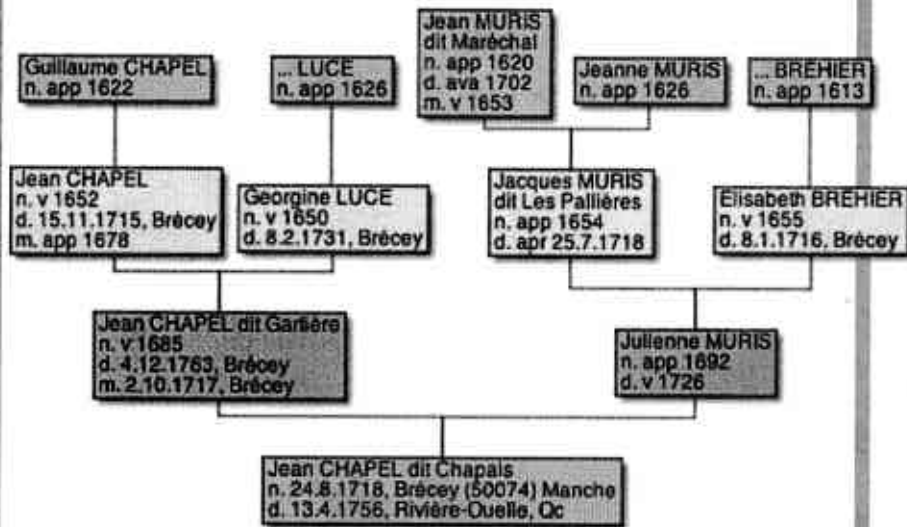 Guillaume CHAPEL
n. app 1622
... LUCE
n. app 1626
Jean MURIS
dit Maréchal
n. app 1620
d. ava 1702
m. v 1653
Jeanne MURIS
n. app 1626
... BRÉHIER
n. app 1613
Jean CHAPEL
n. v 1652
d. 15.11.1715, Brécey
m. app 1678
Georgine LUCE
n. v 1650
d. 8.2.1731, Brécey
Jacques MURIS
dit Les Pallières
n. app 1654
d. apr 25.7.1718
Élisabeth BRÉHIER
n. v 1655
d. 8.1.1716, Brécey
Jean CHAPEL dit Garlière
n. v 1685
d. 4.12.1763, Brécey
m. 2.10.1717, Brécey
Julienne MURIS
n. app 1692
d. v 1726
Jean CHAPEL dit Chapais
n. 24.8.1718, Brécey (50074) Manche
d. 13.4.1756, Rivière-Ouelle, Qc